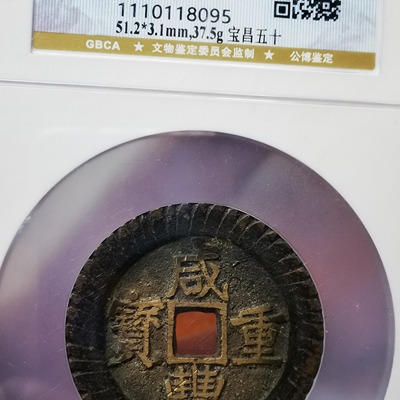 1110118095
51.2*3.1mm,37.5g 宝昌五十
GBCA ★ 文物鉴定委员会监制 ★ 公博鉴定
咸
寶 重
豐